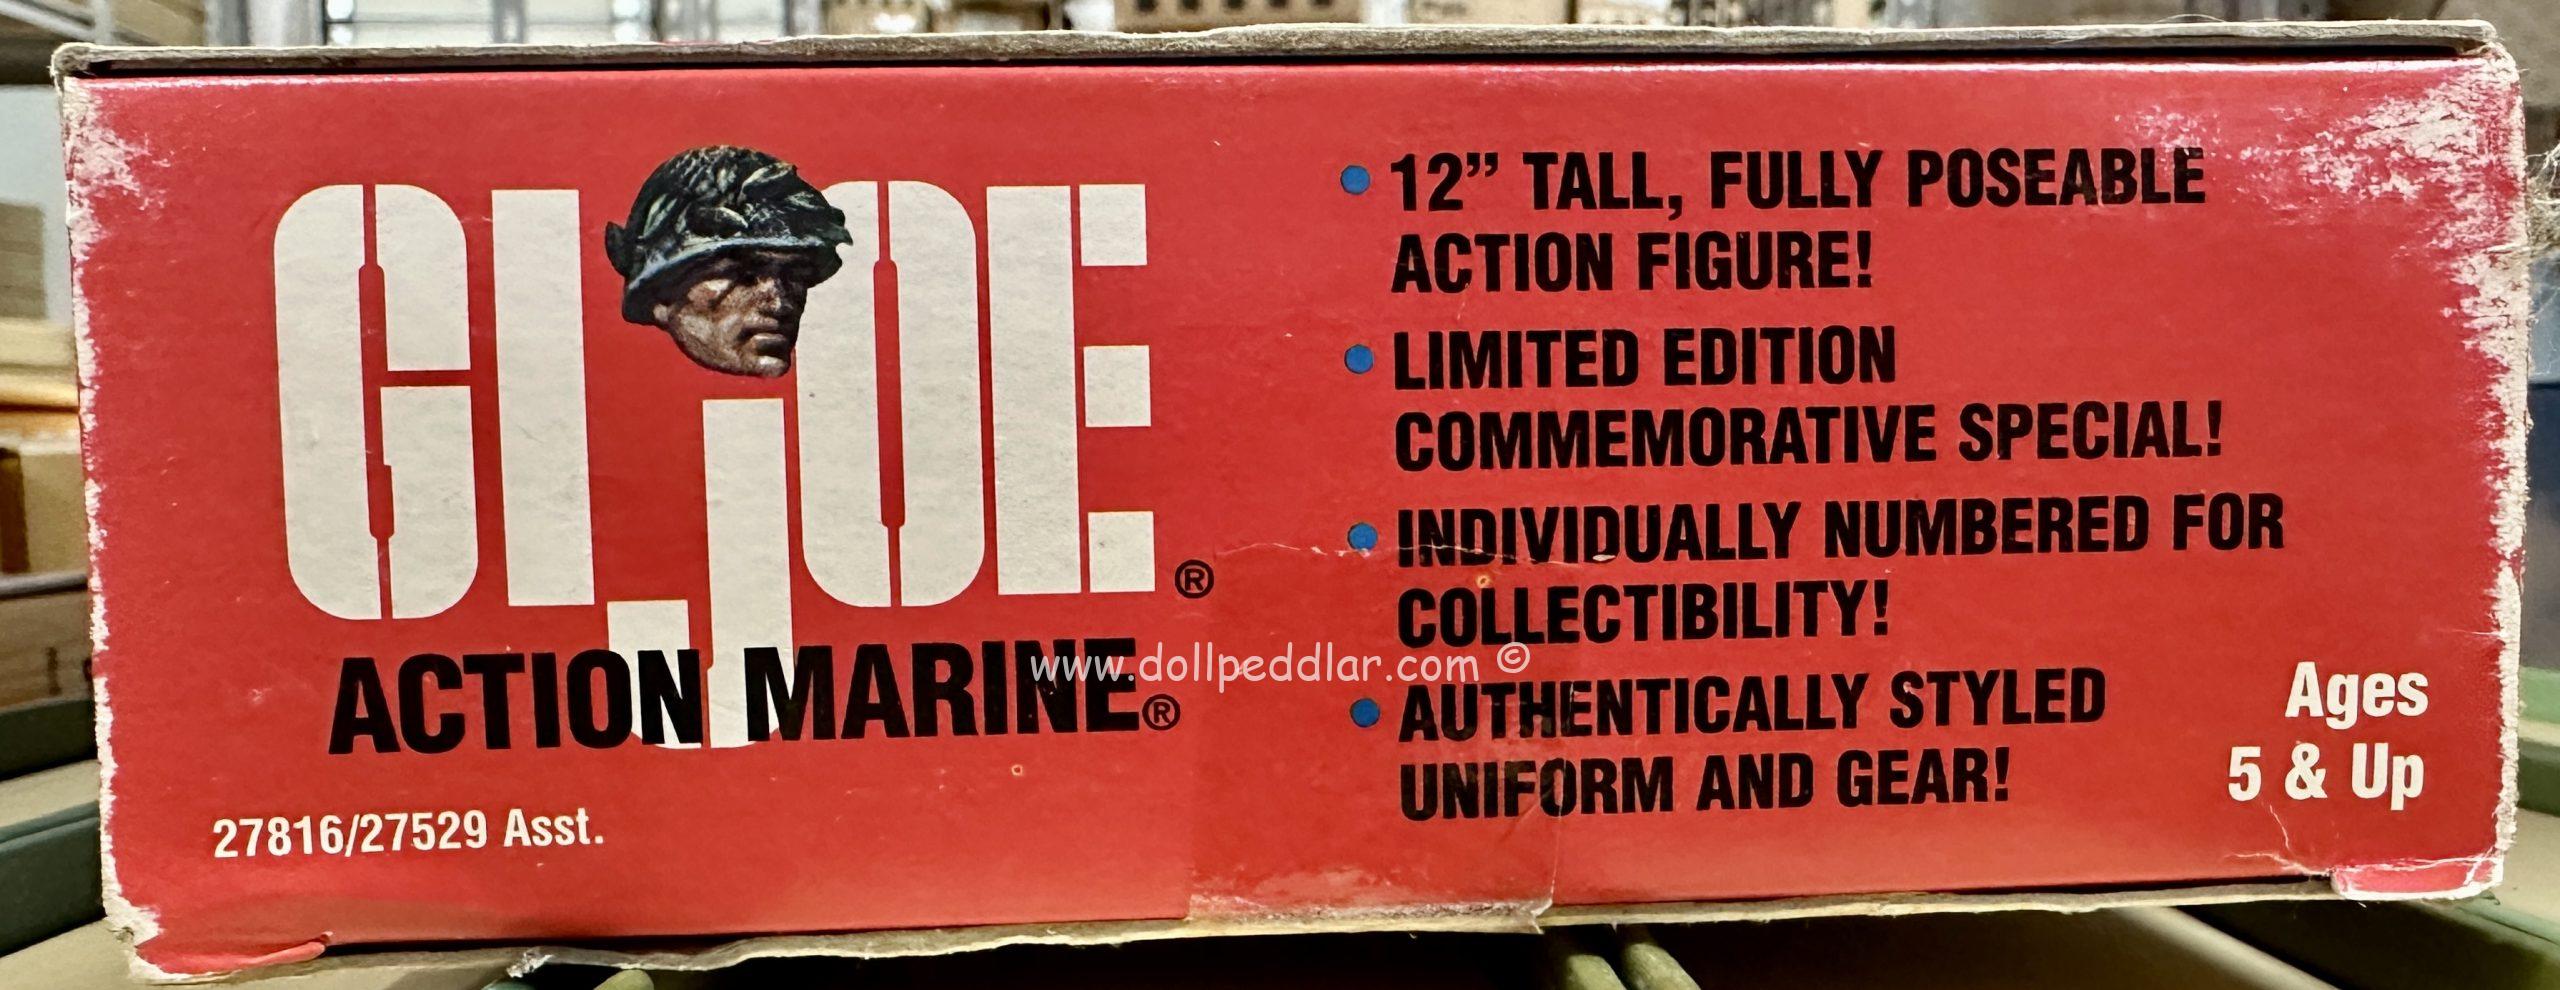 GI JOE®
ACTION MARINE®
27816/27529 Asst.
• 12” TALL, FULLY POSEABLE
ACTION FIGURE!
• LIMITED EDITION
COMMEMORATIVE SPECIAL!
• INDIVIDUALLY NUMBERED FOR
COLLECTIBILITY!
• AUTHENTICALLY STYLED
UNIFORM AND GEAR!
Ages
5 & Up
www.dollpeddlar.com ©